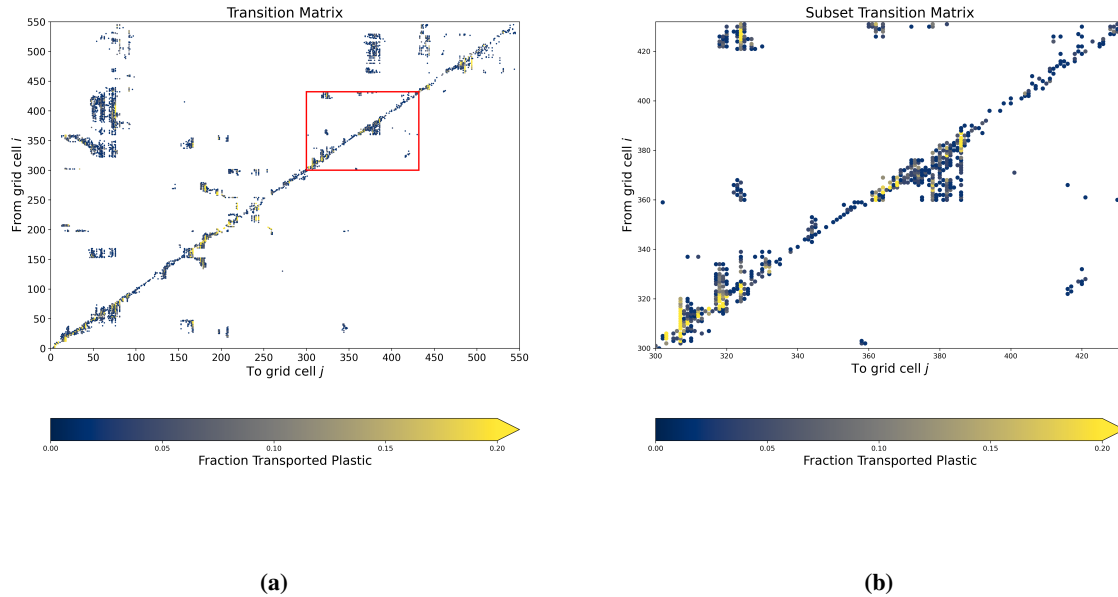 Transition Matrix
550
500
450
400
350
300
250
200
150
100
50
0
From grid cell i
0 50 100 150 200 250 300 350 400 450 500 550
To grid cell j
0.00 0.05 0.10 0.15 0.20
Fraction Transported Plastic
(a)
Subset Transition Matrix
420
400
380
360
340
320
300
From grid cell i
300 320 340 360 380 400 420
To grid cell j
0.00 0.05 0.10 0.15 0.20
Fraction Transported Plastic
(b)